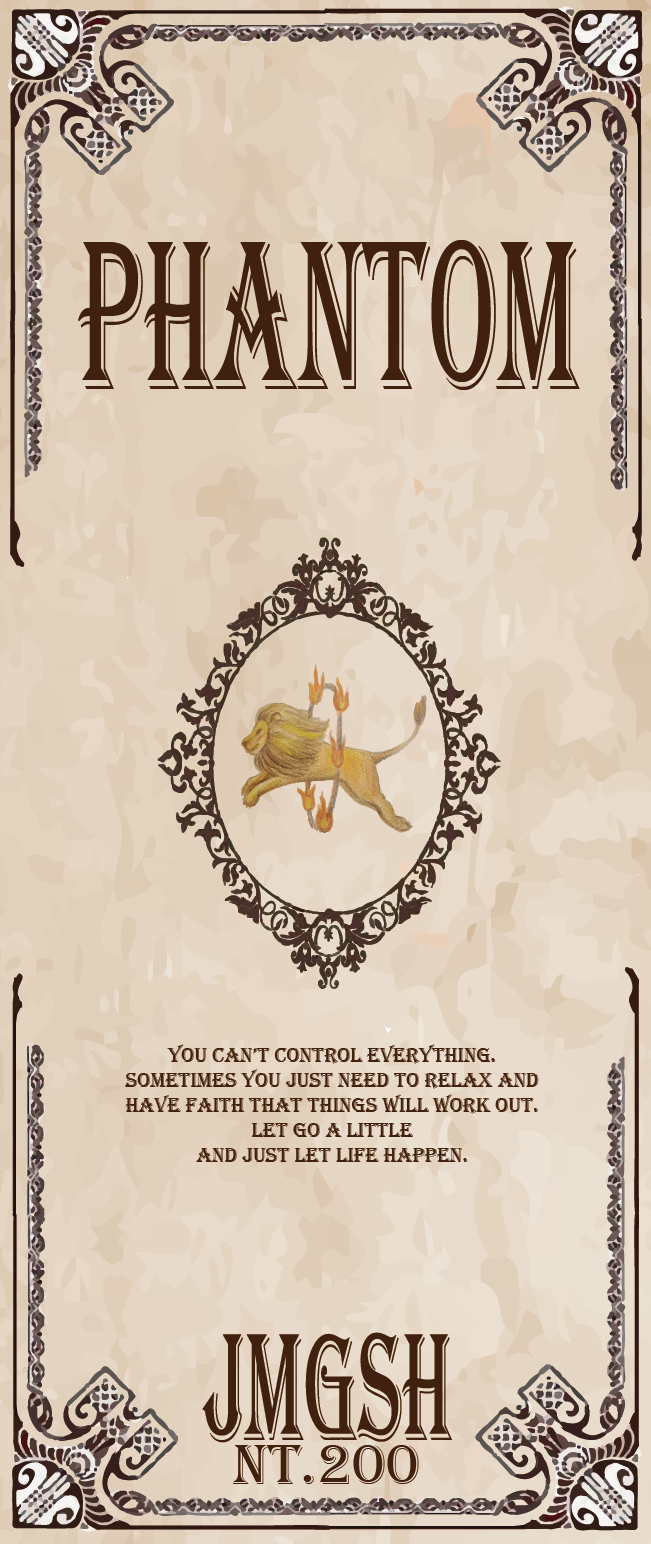 PHANTOM
YOU CAN'T CONTROL EVERYTHING.
SOMETIMES YOU JUST NEED TO RELAX AND
HAVE FAITH THAT THINGS WILL WORK OUT.
LET GO A LITTLE
AND JUST LET LIFE HAPPEN.
JMGSH
NT.200